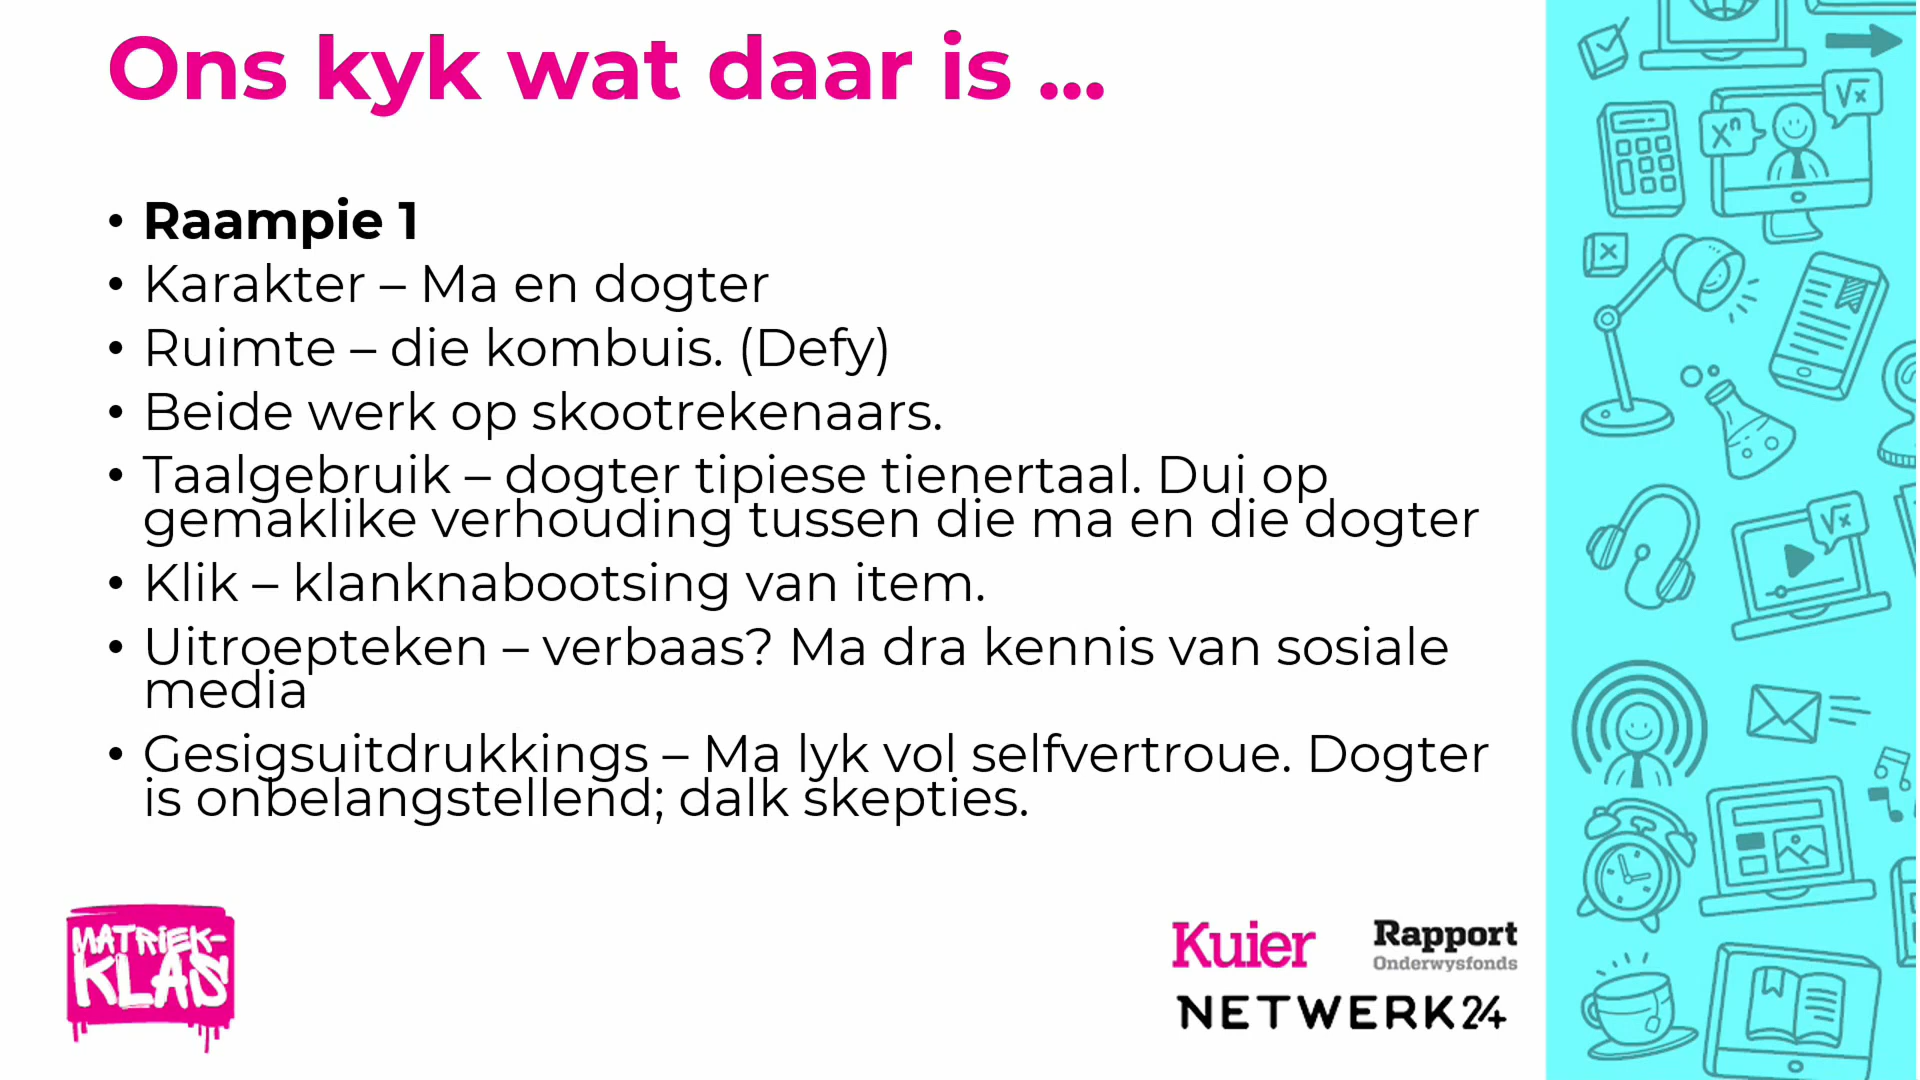 Ons kyk wat daar is ...
• Raampie 1
• Karakter – Ma en dogter
• Ruimte – die kombuis. (Defy)
• Beide werk op skootrekenaars.
• Taalgebruik – dogter tipiese tienertaal. Dui op
gemaklike verhouding tussen die ma en die dogter
• Klik – klanknabootsing van item.
• Uitroepteken – verbaas? Ma dra kennis van sosiale
media
• Gesigsuitdrukkings – Ma lyk vol selfvertroue. Dogter
is onbelangstellend; dalk skepties.
MATRIEK-
KLAS
Kuier
Rapport
Onderwysfonds
NETWERK24
√x
xⁿ
x
√x